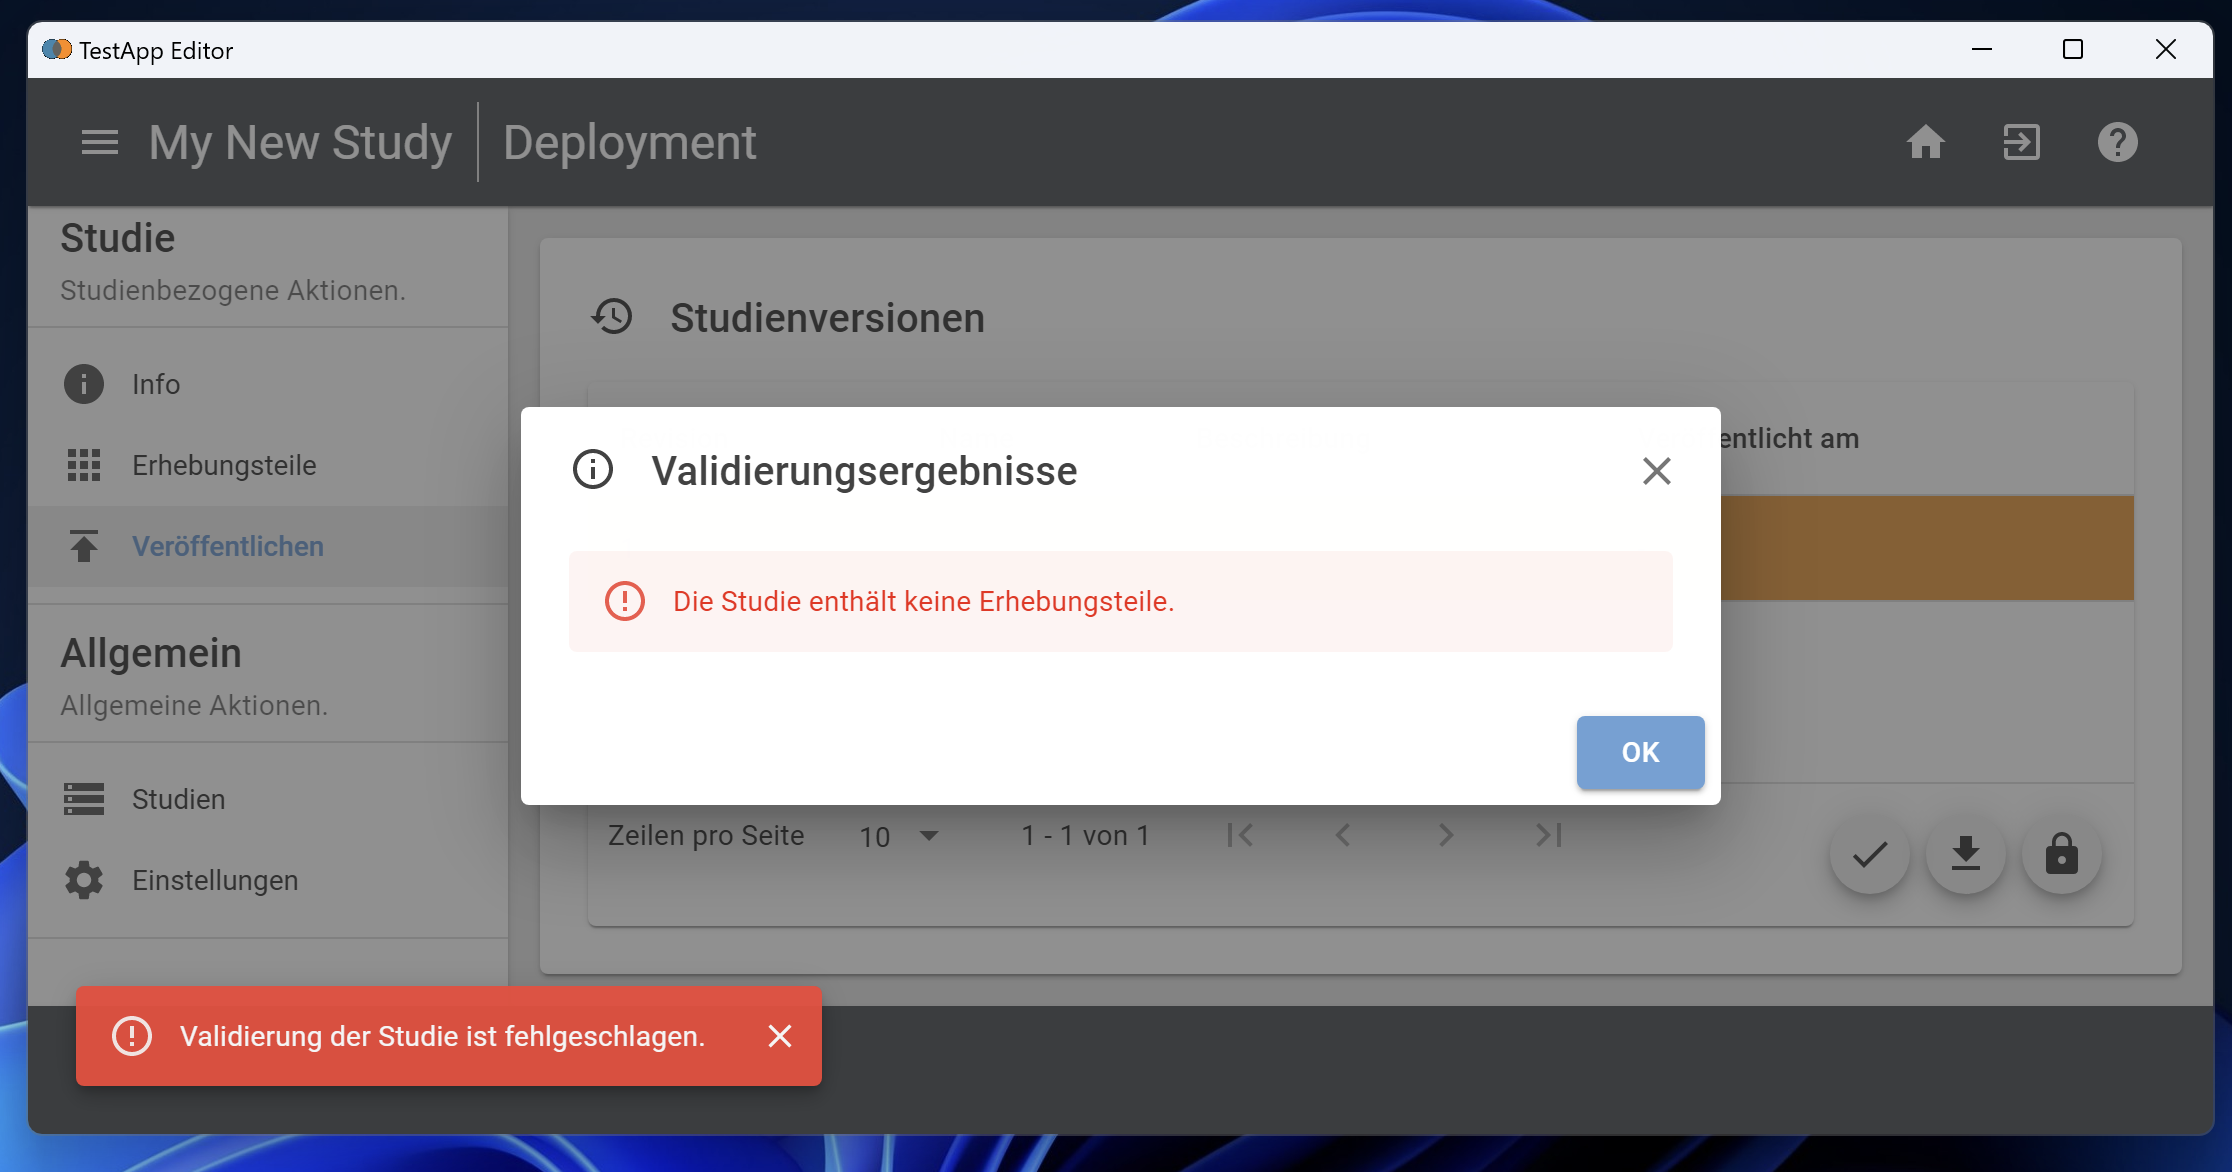 TestApp Editor
My New Study
Deployment
Studie
Studienbezogene Aktionen.
Info
Erhebungsteile
Veröffentlichen
Allgemein
Allgemeine Aktionen.
Studien
Einstellungen
Studienversionen
entlicht am
Validierungsergebnisse
Die Studie enthält keine Erhebungsteile.
OK
Zeilen pro Seite 10 1 - 1 von 1
Validierung der Studie ist fehlgeschlagen.